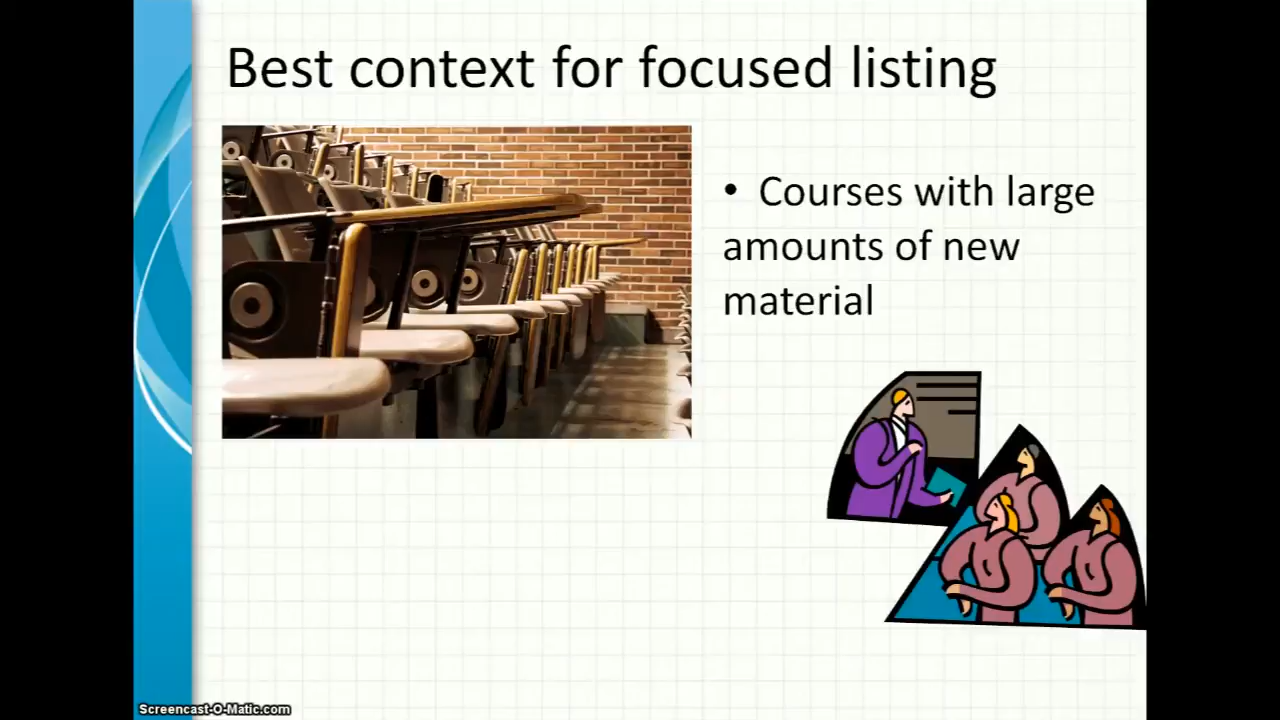 Best context for focused listing
• Courses with large
amounts of new
material
Screencast-O-Matic.com